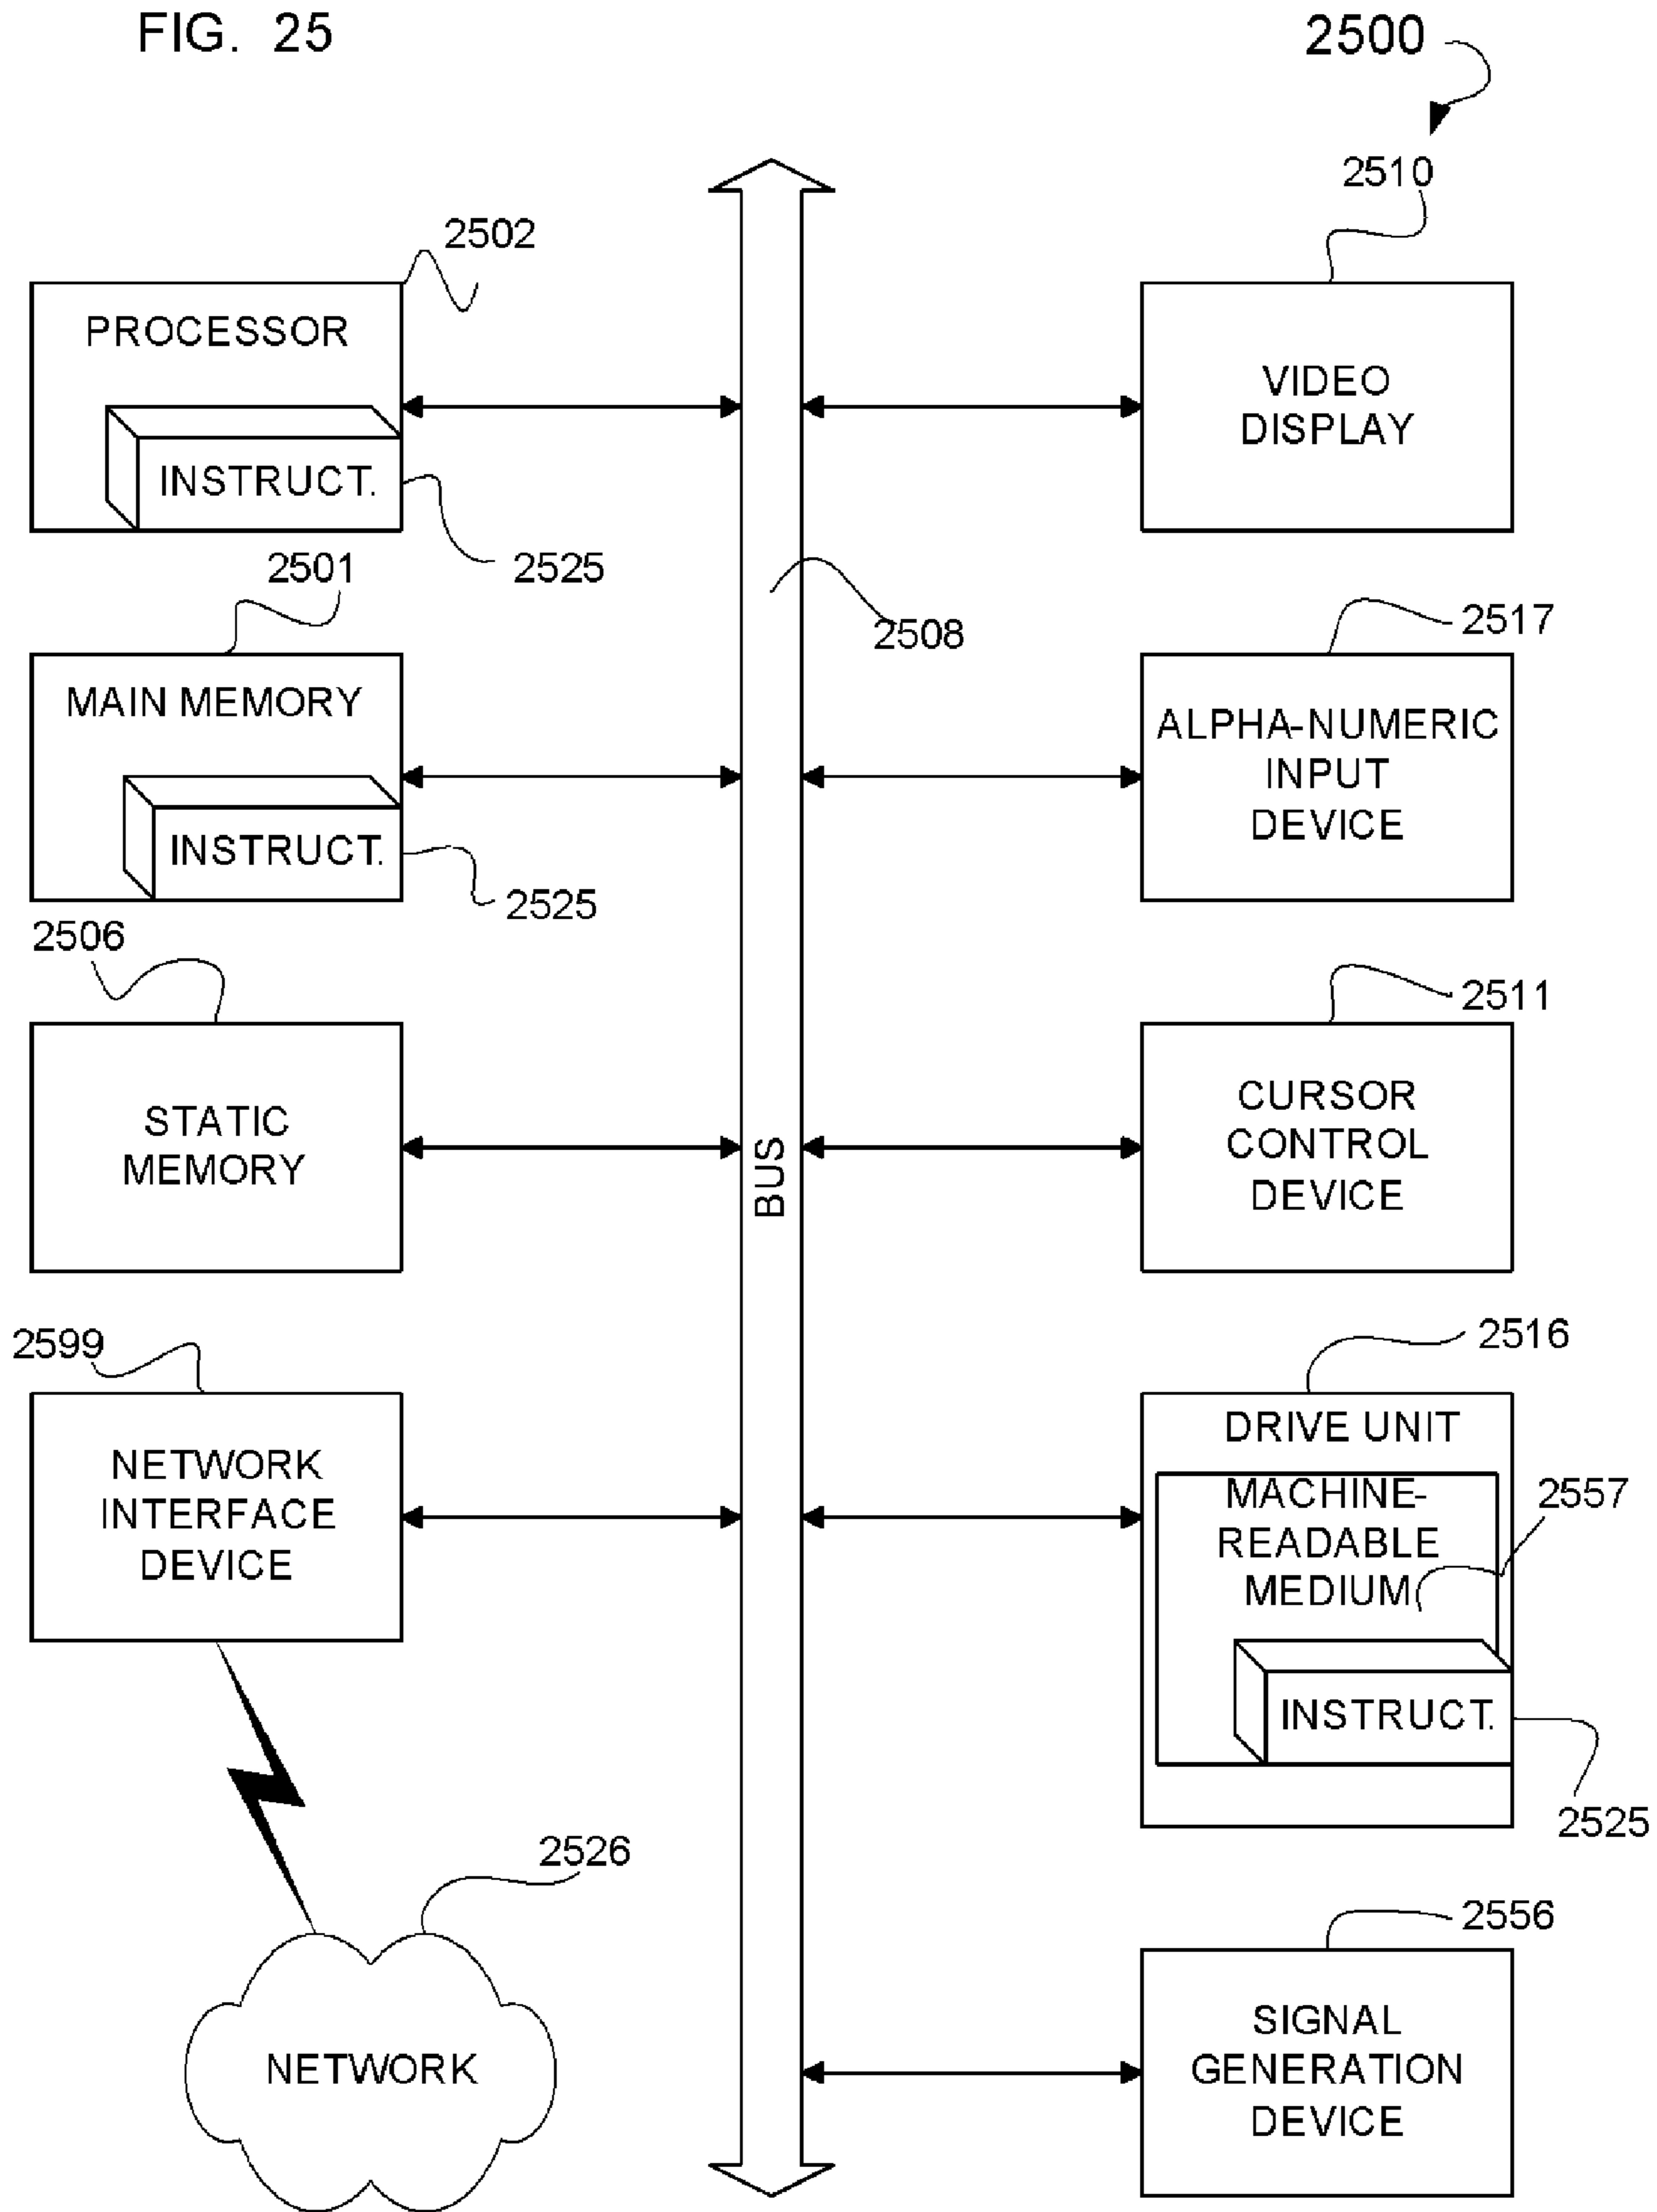 FIG. 25
2500
2510
2502
PROCESSOR
INSTRUCT.
2525
VIDEO
DISPLAY
2501
MAIN MEMORY
INSTRUCT.
2525
2508
2517
ALPHA-NUMERIC
INPUT
DEVICE
2506
STATIC
MEMORY
BUS
2511
CURSOR
CONTROL
DEVICE
2599
NETWORK
INTERFACE
DEVICE
2516
DRIVE UNIT
MACHINE-
READABLE
MEDIUM
2557
INSTRUCT.
2525
2526
NETWORK
2556
SIGNAL
GENERATION
DEVICE